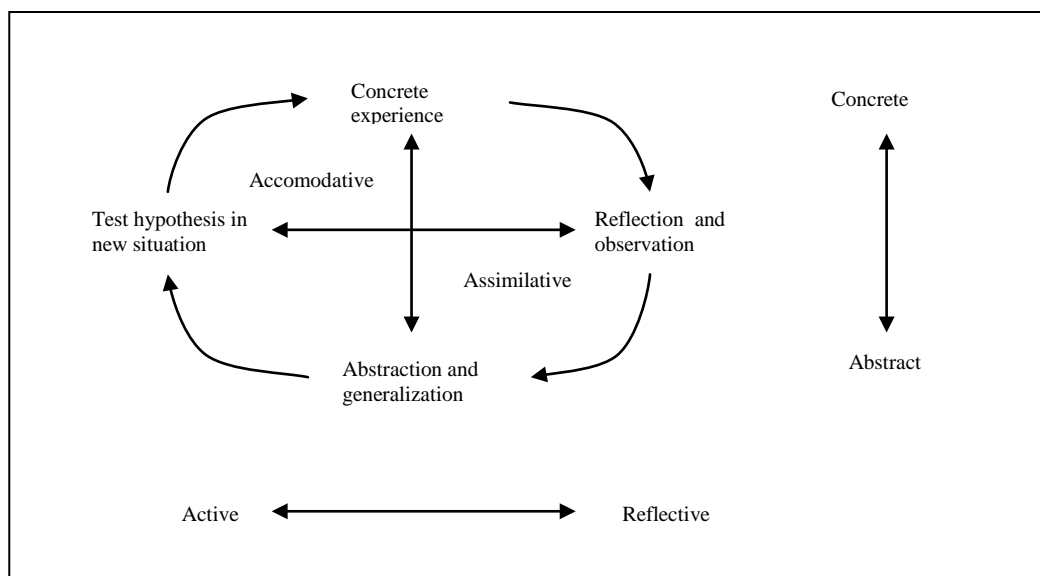 Concrete
experience
Concrete
Accomodative
Test hypothesis in
new situation
Reflection and
observation
Assimilative
Abstraction and
generalization
Abstract
Active
Reflective